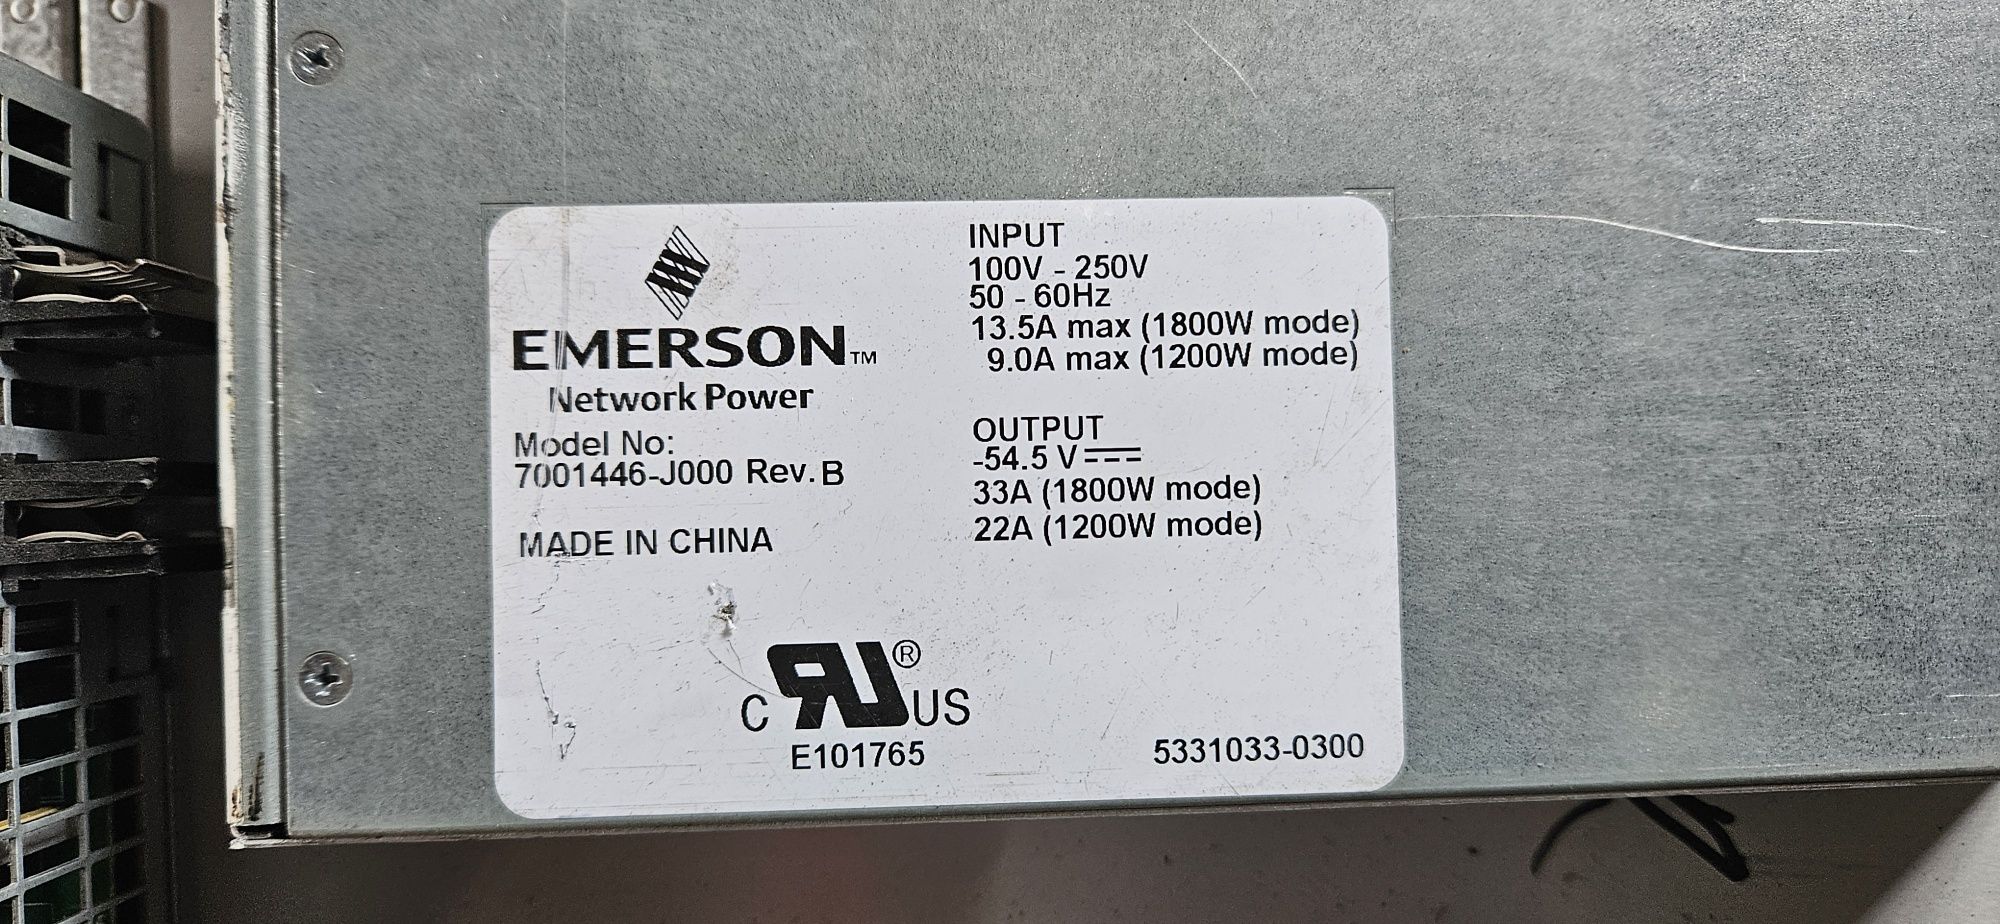 EMERSON™
Network Power
Model No:
7001446-J000 Rev. B
MADE IN CHINA
INPUT
100V - 250V
50 - 60Hz
13.5A max (1800W mode)
9.0A max (1200W mode)
OUTPUT
-54.5 V
33A (1800W mode)
22A (1200W mode)
C RU® US
E101765
5331033-0300